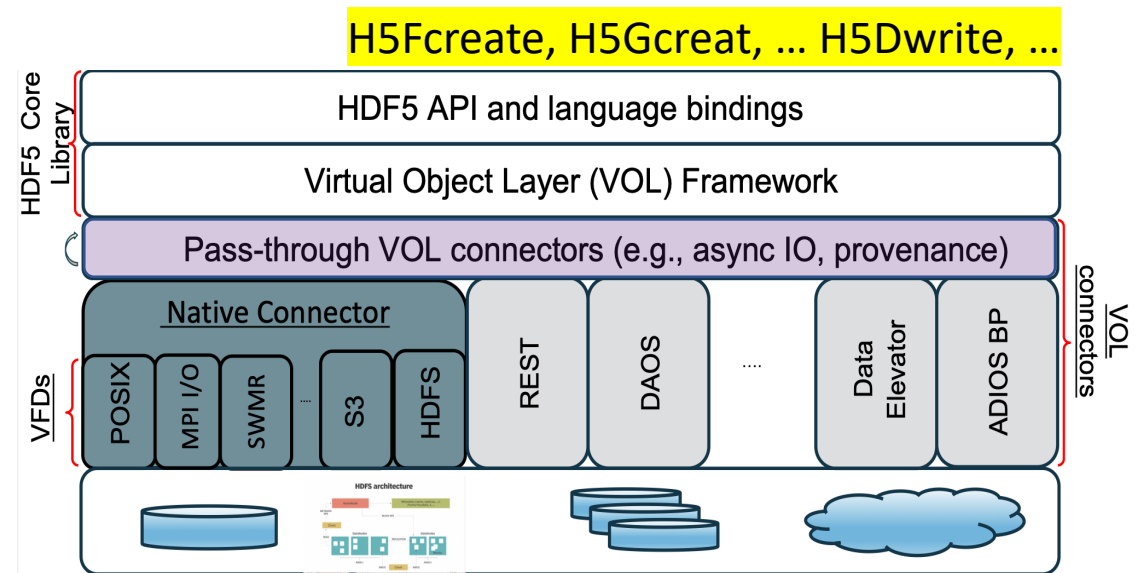 H5Fcreate, H5Gcreat, ... H5Dwrite, ...
HDF5 Core
Library
HDF5 API and language bindings
Virtual Object Layer (VOL) Framework
Pass-through VOL connectors (e.g., async IO, provenance)
VOL
connectors
Native Connector
VFDs
POSIX
MPI I/O
SWMR
....
S3
HDFS
REST
DAOS
....
Data
Elevator
ADIOS BP
HDFS architecture